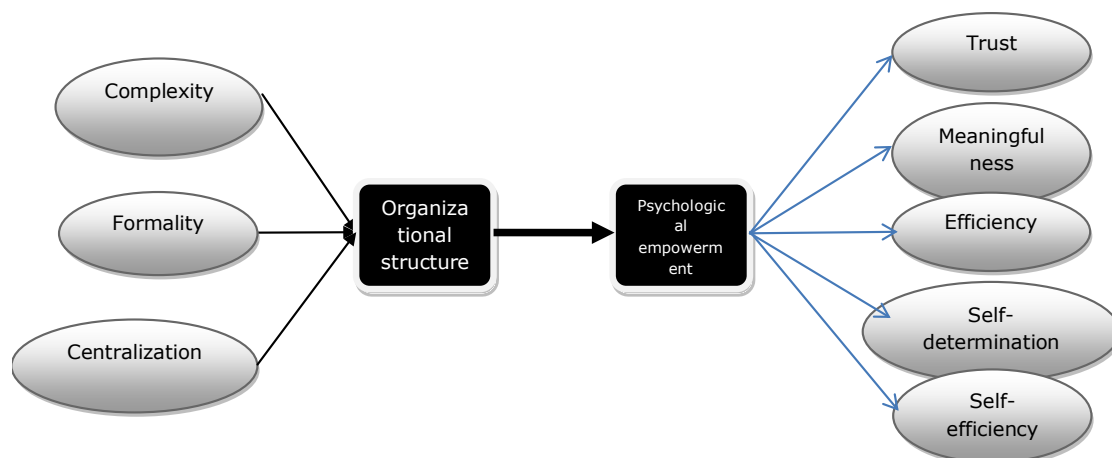 Complexity
Formality
Centralization
Organiza
tional
structure
Psychologic
al
empowerm
ent
Trust
Meaningful
ness
Efficiency
Self-
determination
Self-
efficiency